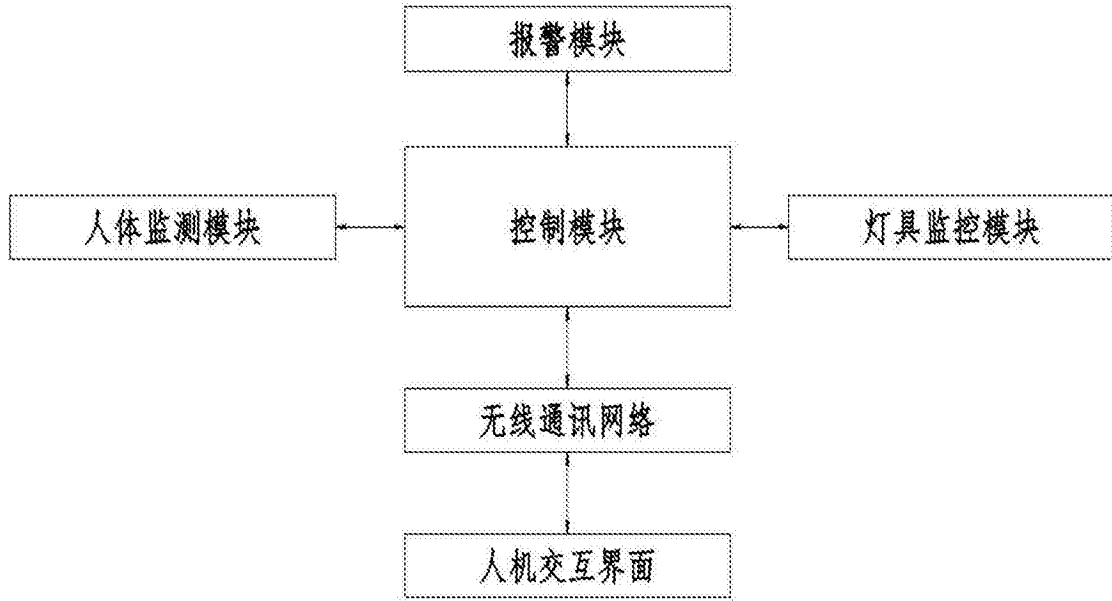 报警模块
人体监测模块
控制模块
灯具监控模块
无线通讯网络
人机交互界面